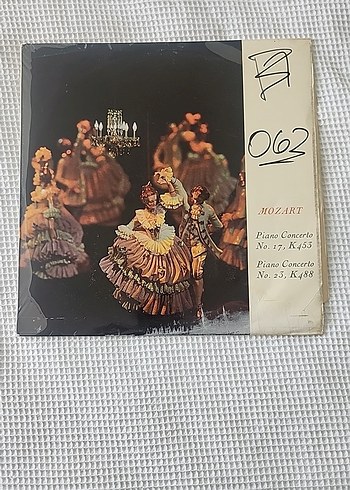 063
MOZART
Piano Concerto
No. 17, K453
Piano Concerto
No. 23, K488